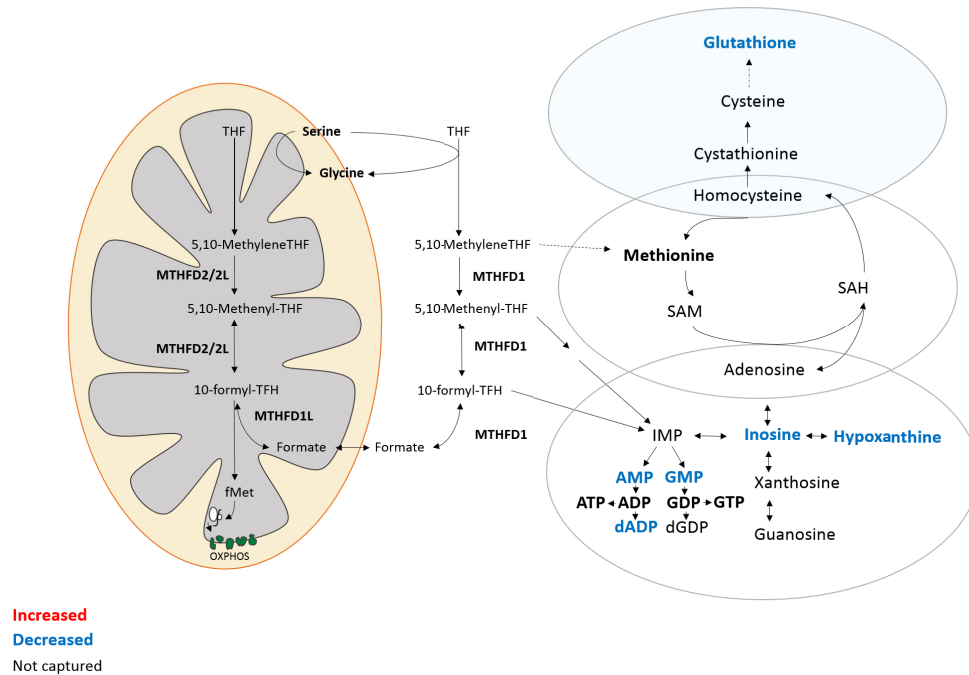 Glutathione
Cysteine
Cystathionine
Homocysteine
THF
Serine
THF
Glycine
5,10-MethyleneTHF
5,10-MethyleneTHF
Methionine
MTHFD2/2L
MTHFD1
SAH
5,10-Methenyl-THF
5,10-Methenyl-THF
SAM
MTHFD2/2L
MTHFD1
Adenosine
10-formyl-TFH
10-formyl-TFH
MTHFD1L
MTHFD1
IMP
Inosine
Hypoxanthine
Formate
Formate
AMP
GMP
Xanthosine
fMet
ATP
ADP
GDP
GTP
dADP
dGDP
Guanosine
OXPHOS
Increased
Decreased
Not captured